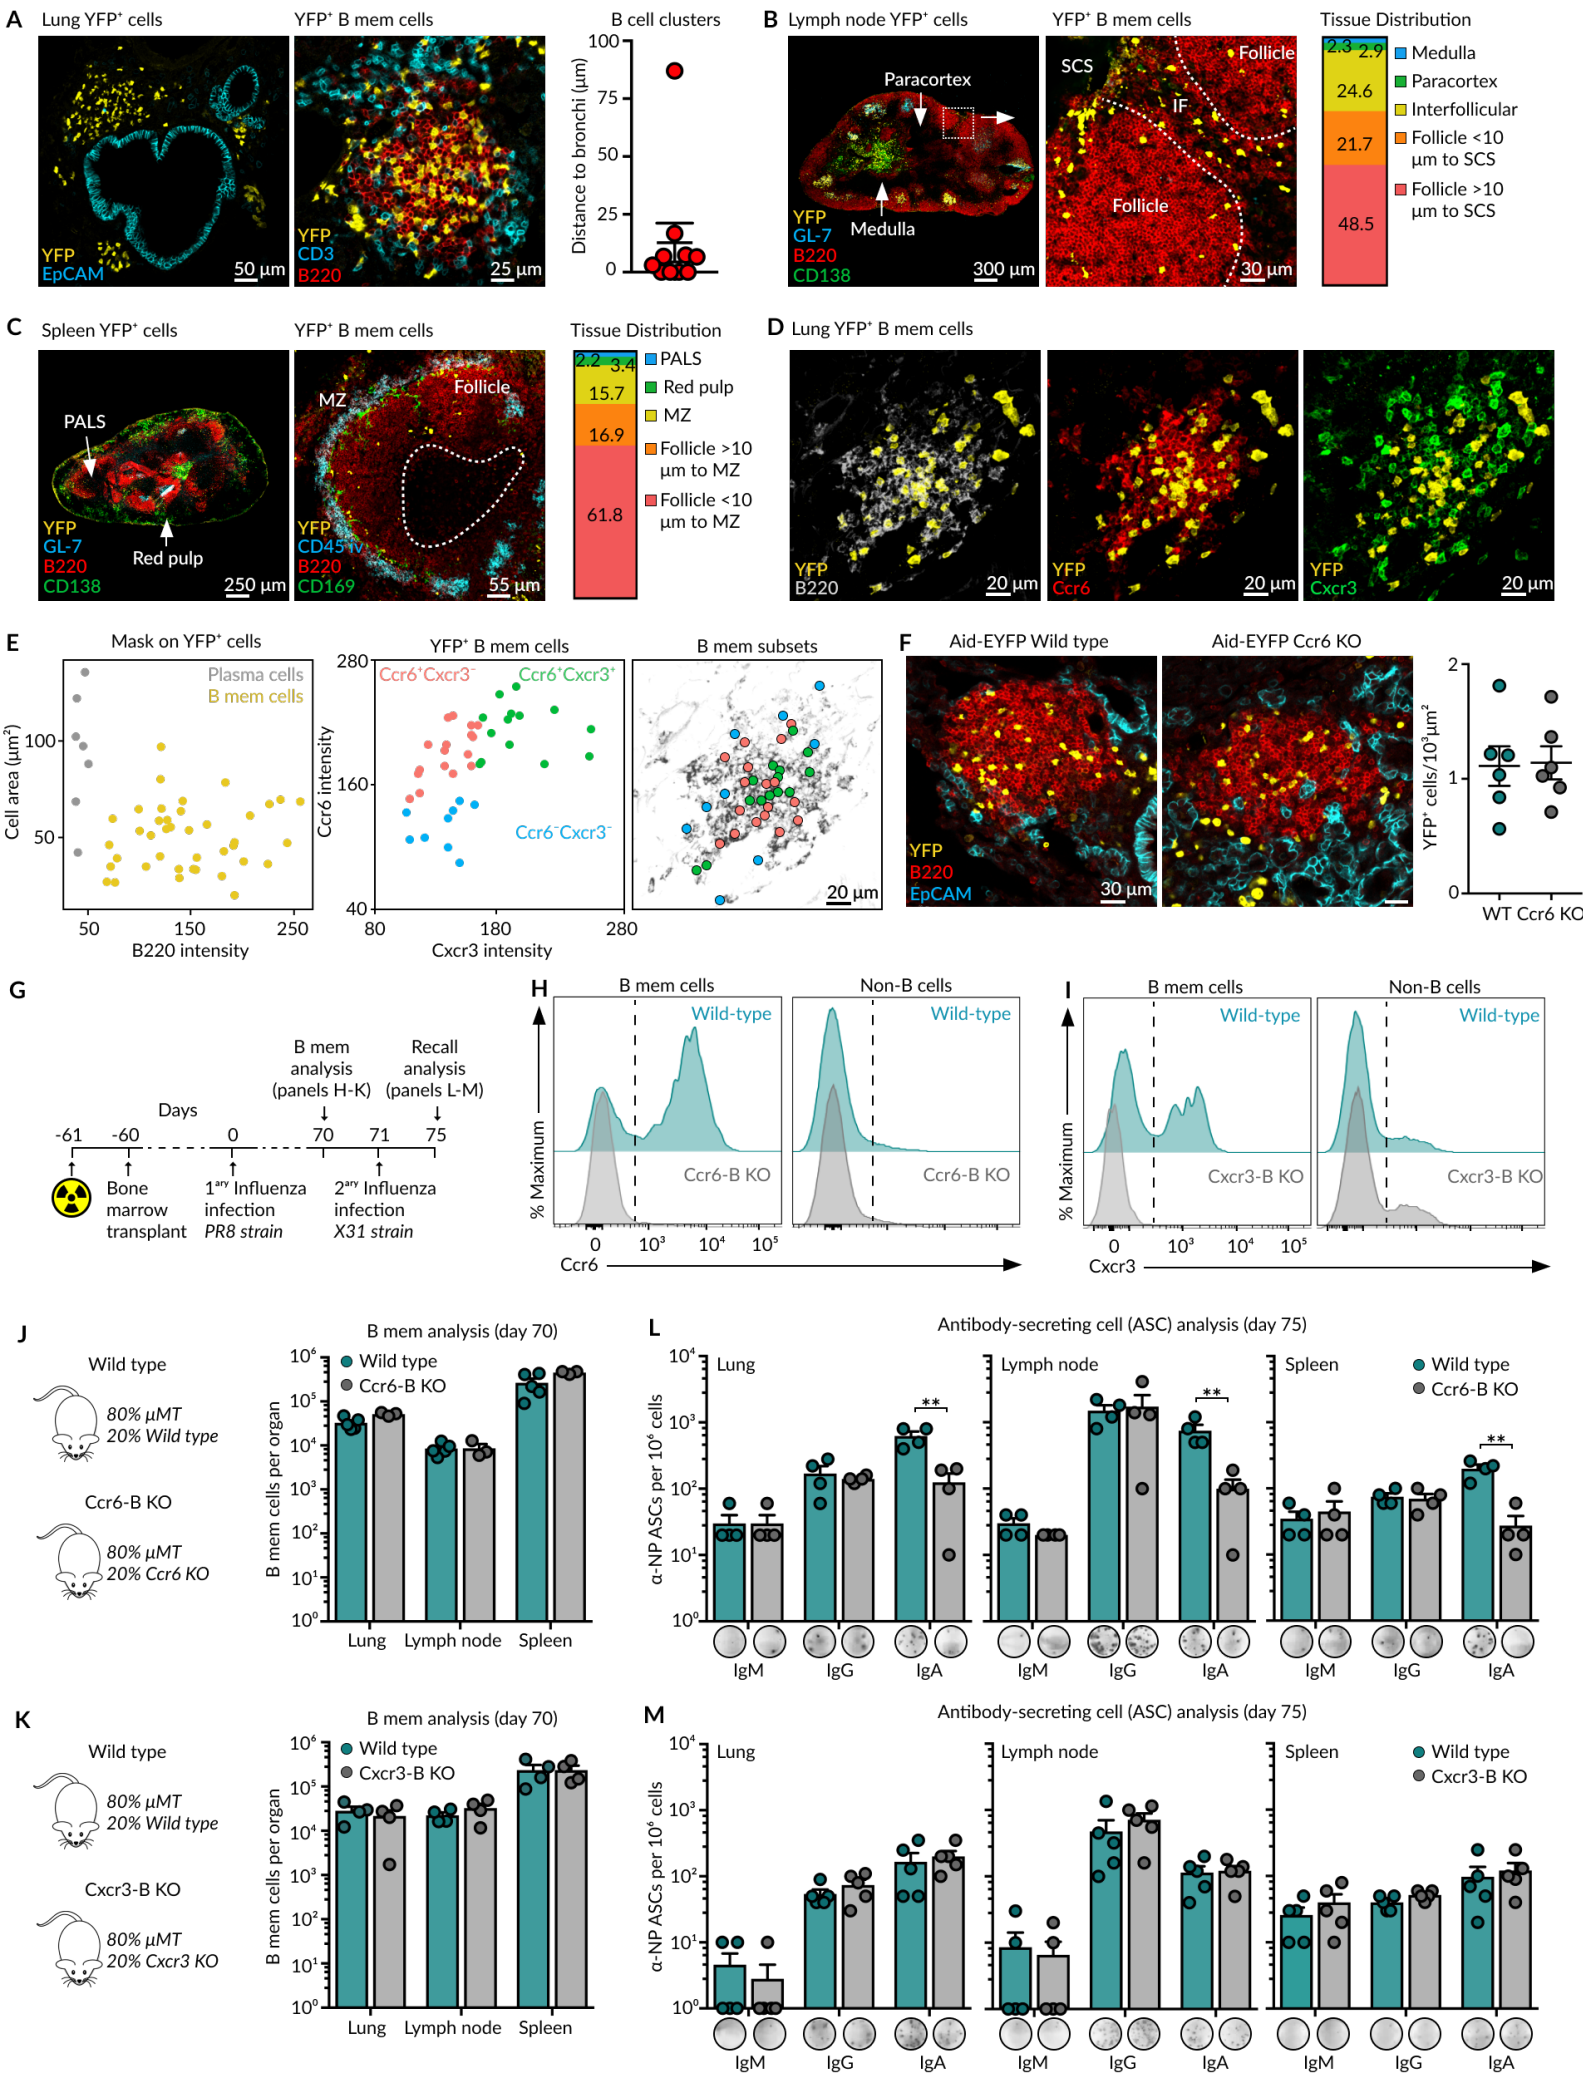 A
Lung YFP⁺ cells
YFP⁺ B mem cells
B cell clusters
YFP
EpCAM
50 µm
YFP
CD3
B220
25 µm
Distance to bronchi (µm)
100
75
50
25
0
B
Lymph node YFP⁺ cells
YFP⁺ B mem cells
Tissue Distribution
Paracortex
Medulla
YFP
GL-7
B220
CD138
300 µm
SCS
IF
Follicle
Follicle
30 µm
2.3
2.9
24.6
21.7
48.5
Medulla
Paracortex
Interfollicular
Follicle <10
µm to SCS
Follicle >10
µm to SCS
C
Spleen YFP⁺ cells
YFP⁺ B mem cells
Tissue Distribution
PALS
Red pulp
YFP
GL-7
B220
CD138
250 µm
MZ
Follicle
YFP
CD45 iv
B220
CD169
55 µm
2.2
3.4
15.7
16.9
61.8
PALS
Red pulp
MZ
Follicle >10
µm to MZ
Follicle <10
µm to MZ
D
Lung YFP⁺ B mem cells
YFP
B220
20 µm
YFP
Ccr6
20 µm
YFP
Cxcr3
20 µm
E
Mask on YFP⁺ cells
Plasma cells
B mem cells
Cell area (µm²)
100
50
50
150
250
B220 intensity
YFP⁺ B mem cells
Ccr6⁺Cxcr3⁻
Ccr6⁺Cxcr3⁺
Ccr6⁻Cxcr3⁻
Ccr6 intensity
280
160
40
80
180
280
Cxcr3 intensity
B mem subsets
20 µm
F
Aid-EYFP Wild type
Aid-EYFP Ccr6 KO
YFP
B220
EpCAM
30 µm
YFP⁺ cells/10³µm²
2
1
0
WT Ccr6 KO
G
B mem
analysis
(panels H-K)
Recall
analysis
(panels L-M)
Days
-61
-60
0
70
71
75
Bone
marrow
transplant
1ᵃʳʸ Influenza
infection
PR8 strain
2ᵃʳʸ Influenza
infection
X31 strain
H
B mem cells
Non-B cells
Wild-type
Wild-type
Ccr6-B KO
Ccr6-B KO
% Maximum
0
10³
10⁴
10⁵
Ccr6
I
B mem cells
Non-B cells
Wild-type
Wild-type
Cxcr3-B KO
Cxcr3-B KO
% Maximum
0
10³
10⁴
10⁵
Cxcr3
J
Wild type
80% µMT
20% Wild type
Ccr6-B KO
80% µMT
20% Ccr6 KO
B mem analysis (day 70)
Wild type
Ccr6-B KO
B mem cells per organ
10⁶
10⁵
10⁴
10³
10²
10¹
10⁰
Lung
Lymph node
Spleen
L
Antibody-secreting cell (ASC) analysis (day 75)
Lung
Lymph node
Spleen
Wild type
Ccr6-B KO
α-NP ASCs per 10⁶ cells
10⁴
10³
10²
10¹
10⁰
**
**
**
IgM
IgG
IgA
IgM
IgG
IgA
IgM
IgG
IgA
K
Wild type
80% µMT
20% Wild type
Cxcr3-B KO
80% µMT
20% Cxcr3 KO
B mem analysis (day 70)
Wild type
Cxcr3-B KO
B mem cells per organ
10⁶
10⁵
10⁴
10³
10²
10¹
10⁰
Lung
Lymph node
Spleen
M
Antibody-secreting cell (ASC) analysis (day 75)
Lung
Lymph node
Spleen
Wild type
Cxcr3-B KO
α-NP ASCs per 10⁶ cells
10⁴
10³
10²
10¹
10⁰
IgM
IgG
IgA
IgM
IgG
IgA
IgM
IgG
IgA